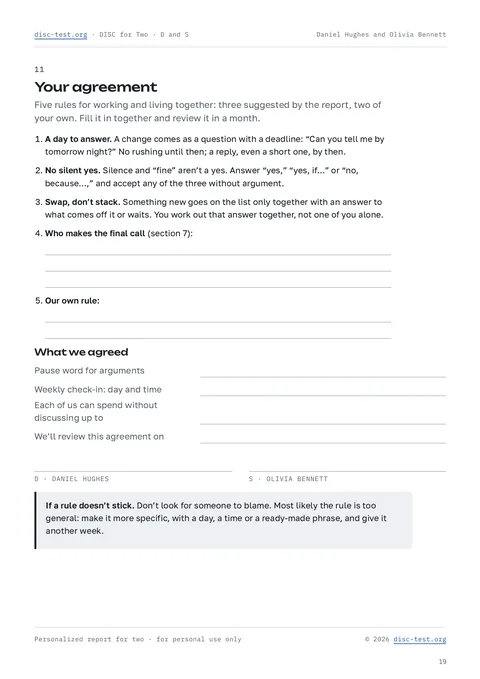 disc-test.org · DISC for Two · D and S
Daniel Hughes and Olivia Bennett
11
Your agreement
Five rules for working and living together: three suggested by the report, two of
your own. Fill it in together and review it in a month.
1. A day to answer. A change comes as a question with a deadline: “Can you tell me by
tomorrow night?” No rushing until then; a reply, even a short one, by then.
2. No silent yes. Silence and “fine” aren’t a yes. Answer “yes,” “yes, if…” or “no,
because…,” and accept any of the three without argument.
3. Swap, don’t stack. Something new goes on the list only together with an answer to
what comes off it or waits. You work out that answer together, not one of you alone.
4. Who makes the final call (section 7):
5. Our own rule:
What we agreed
Pause word for arguments
Weekly check-in: day and time
Each of us can spend without
discussing up to
We’ll review this agreement on
D · DANIEL HUGHES
S · OLIVIA BENNETT
If a rule doesn’t stick. Don’t look for someone to blame. Most likely the rule is too
general: make it more specific, with a day, a time or a ready-made phrase, and give it
another week.
Personalized report for two · for personal use only
© 2026 disc-test.org
19